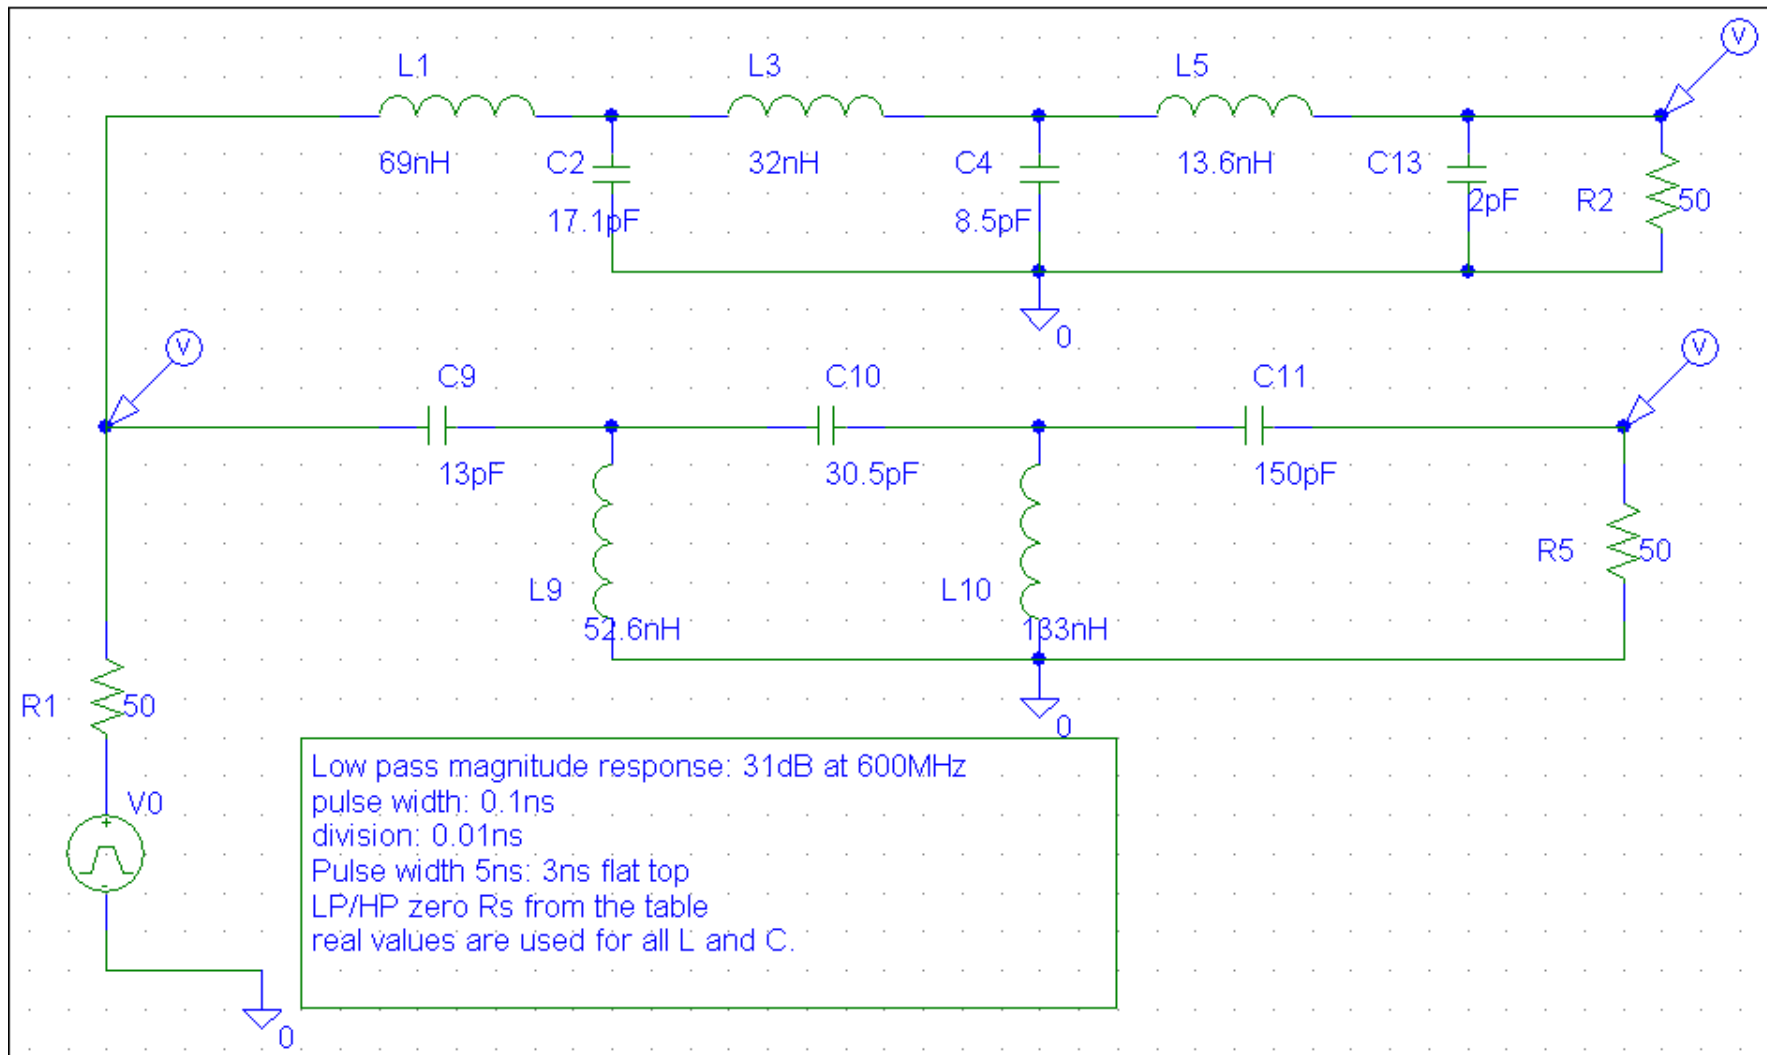 V
L1
L3
L5
69nH
C2
32nH
C4
13.6nH
C13
17.1pF
8.5pF
2pF
R2
50
0
V
V
C9
C10
C11
13pF
30.5pF
150pF
L9
52.6nH
L10
133nH
R5
50
0
R1
50
V0
+
-
0
Low pass magnitude response: 31dB at 600MHz
pulse width: 0.1ns
division: 0.01ns
Pulse width 5ns: 3ns flat top
LP/HP zero Rs from the table
real values are used for all L and C.